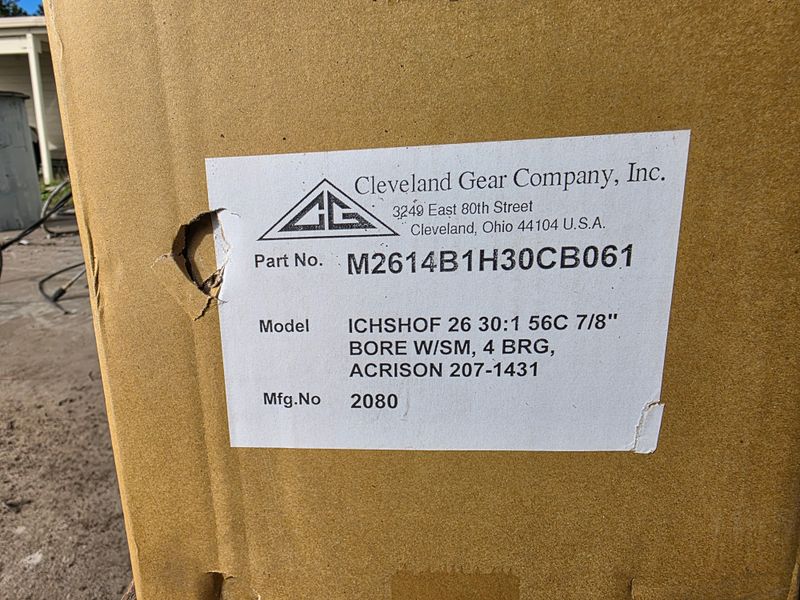 CG
Cleveland Gear Company, Inc.
3249 East 80th Street
Cleveland, Ohio 44104 U.S.A.
Part No. M2614B1H30CB061
Model ICHSHOF 26 30:1 56C 7/8"
BORE W/SM, 4 BRG,
ACRISON 207-1431
Mfg.No 2080